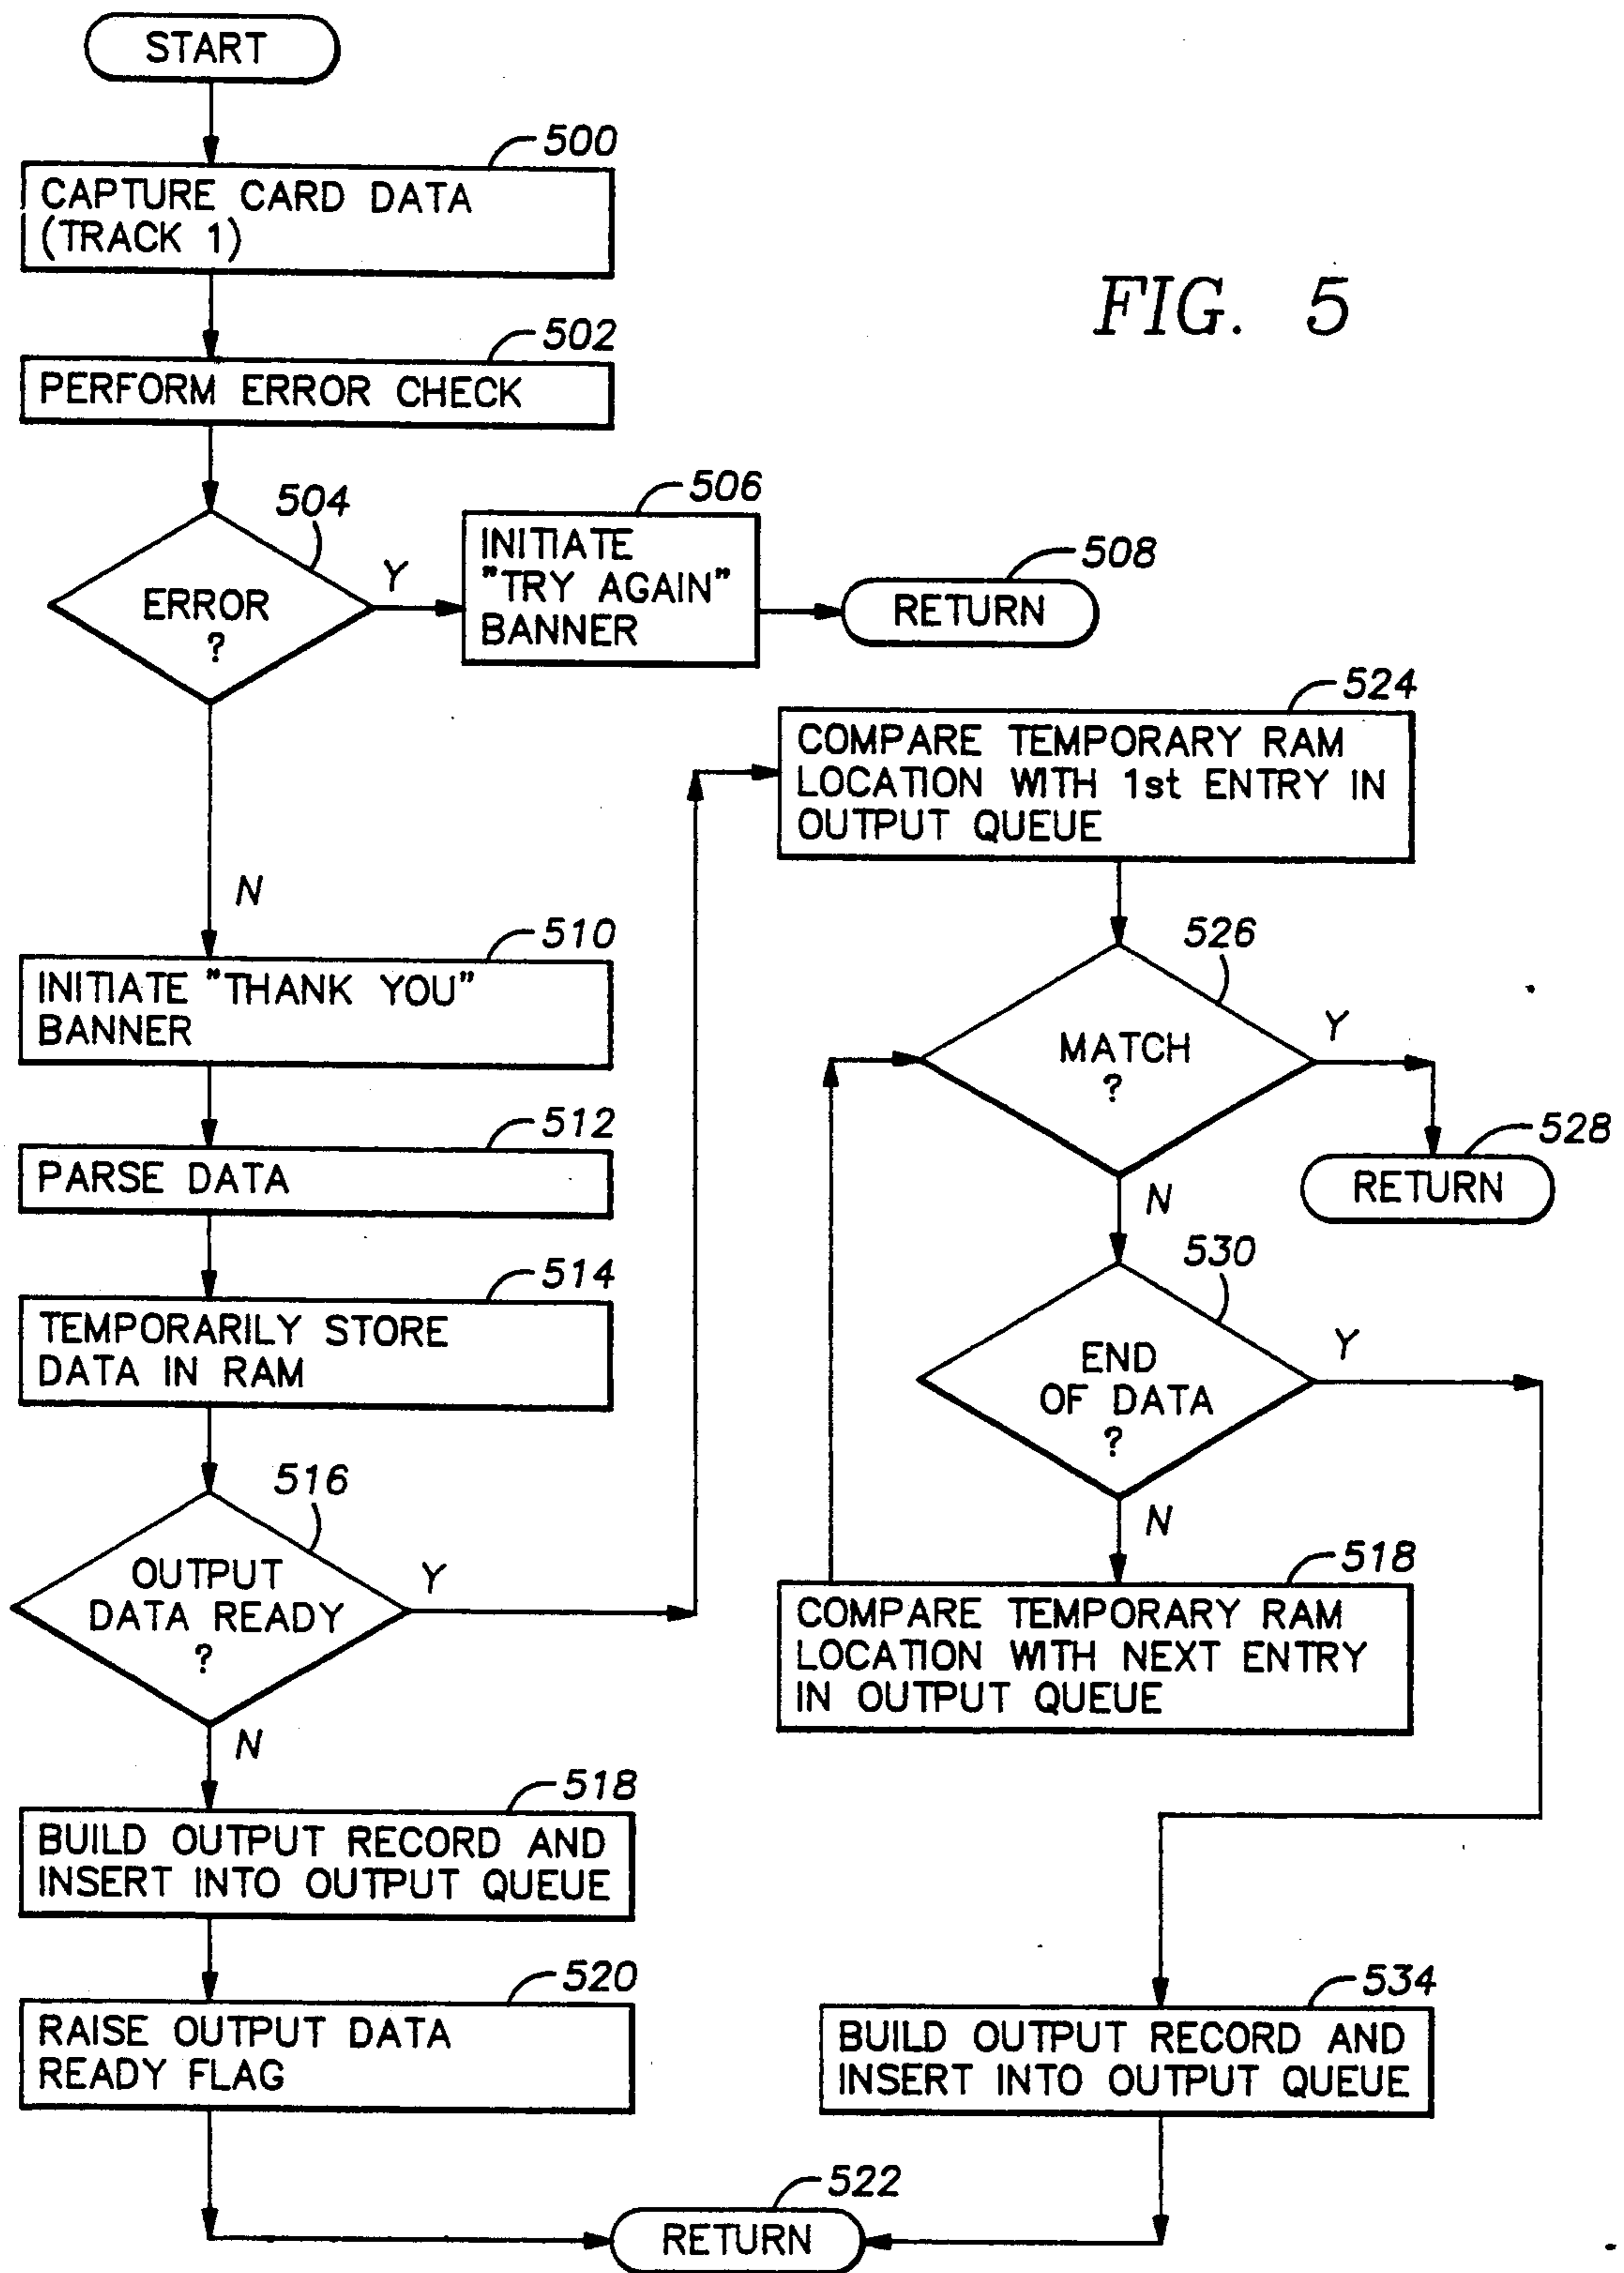 START
500
CAPTURE CARD DATA
(TRACK 1)
FIG. 5
502
PERFORM ERROR CHECK
504
ERROR
?
Y
506
INITIATE
"TRY AGAIN"
BANNER
508
RETURN
N
510
INITIATE "THANK YOU"
BANNER
512
PARSE DATA
514
TEMPORARILY STORE
DATA IN RAM
516
OUTPUT
DATA READY
?
Y
N
518
BUILD OUTPUT RECORD AND
INSERT INTO OUTPUT QUEUE
520
RAISE OUTPUT DATA
READY FLAG
522
RETURN
524
COMPARE TEMPORARY RAM
LOCATION WITH 1st ENTRY IN
OUTPUT QUEUE
526
MATCH
?
Y
528
RETURN
N
530
END
OF DATA
?
Y
N
518
COMPARE TEMPORARY RAM
LOCATION WITH NEXT ENTRY
IN OUTPUT QUEUE
534
BUILD OUTPUT RECORD AND
INSERT INTO OUTPUT QUEUE